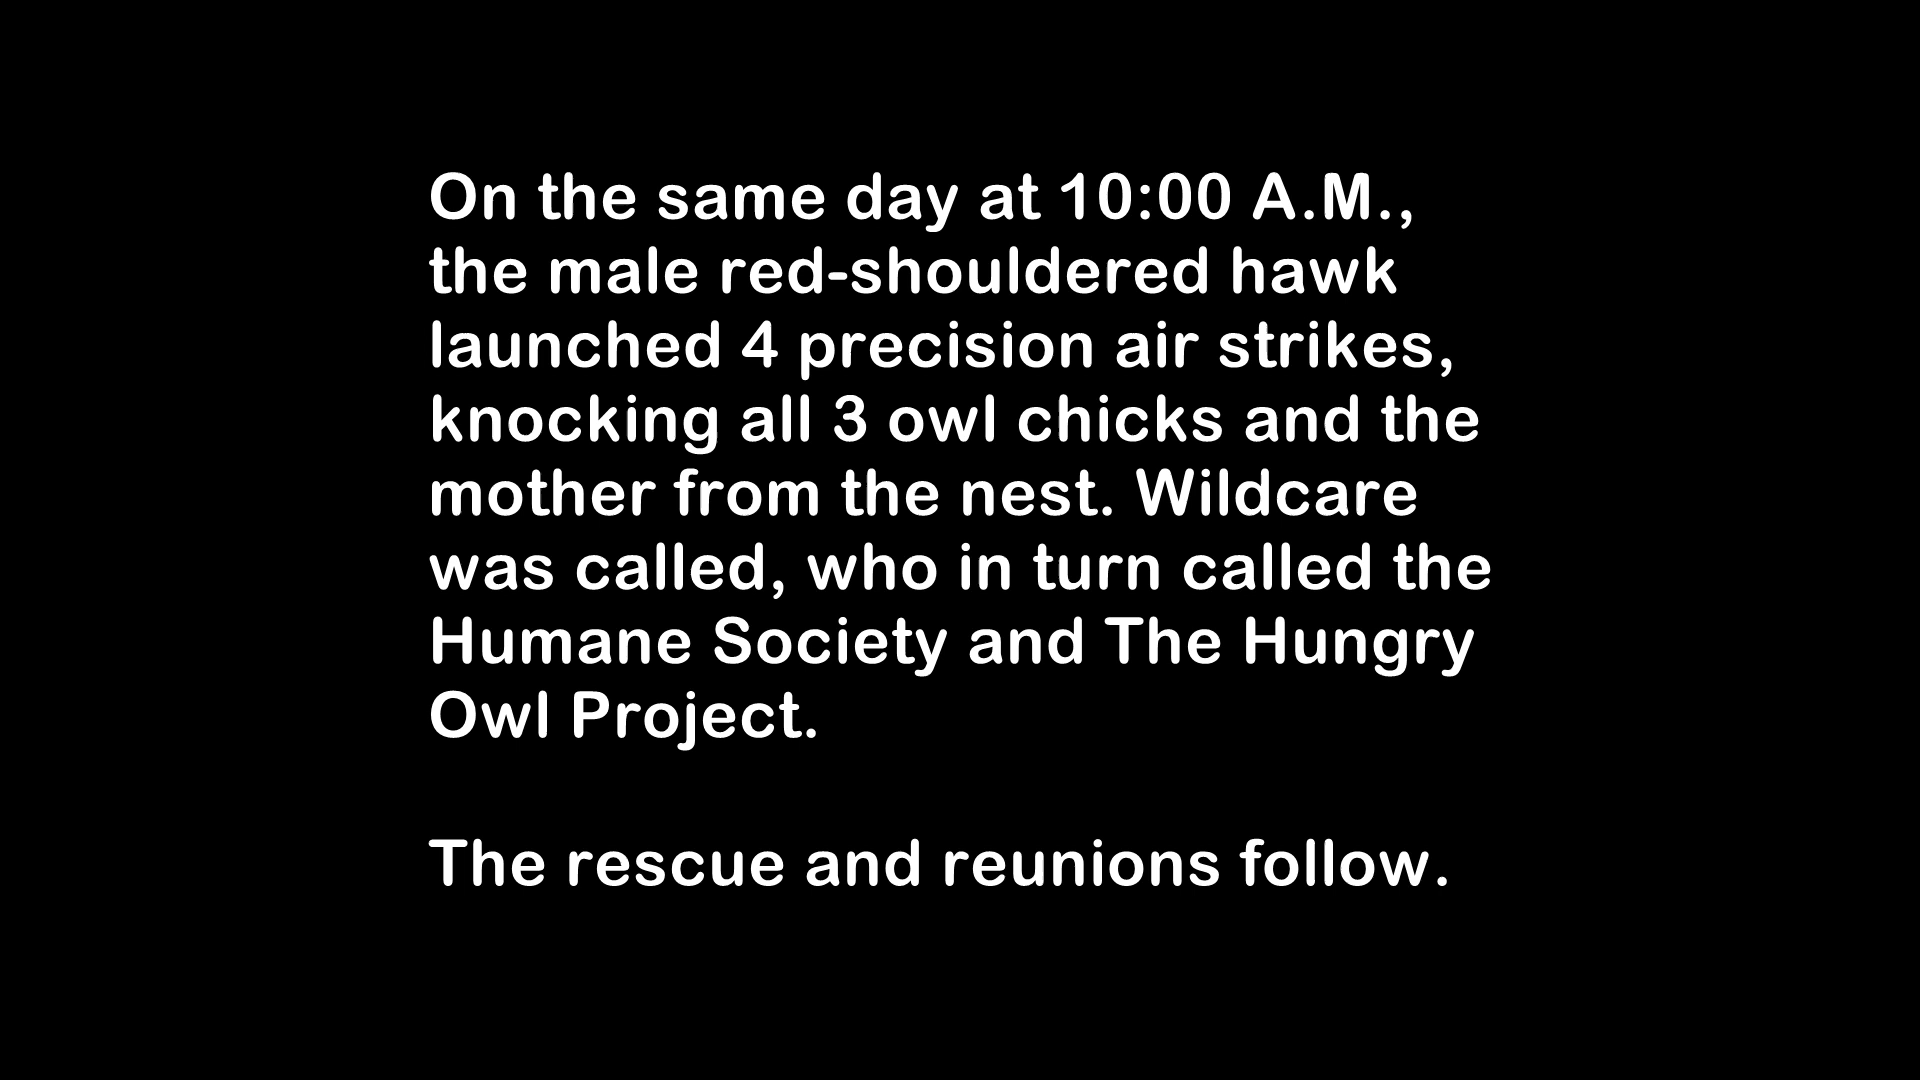 On the same day at 10:00 A.M.,
the male red-shouldered hawk
launched 4 precision air strikes,
knocking all 3 owl chicks and the
mother from the nest. Wildcare
was called, who in turn called the
Humane Society and The Hungry
Owl Project.
The rescue and reunions follow.